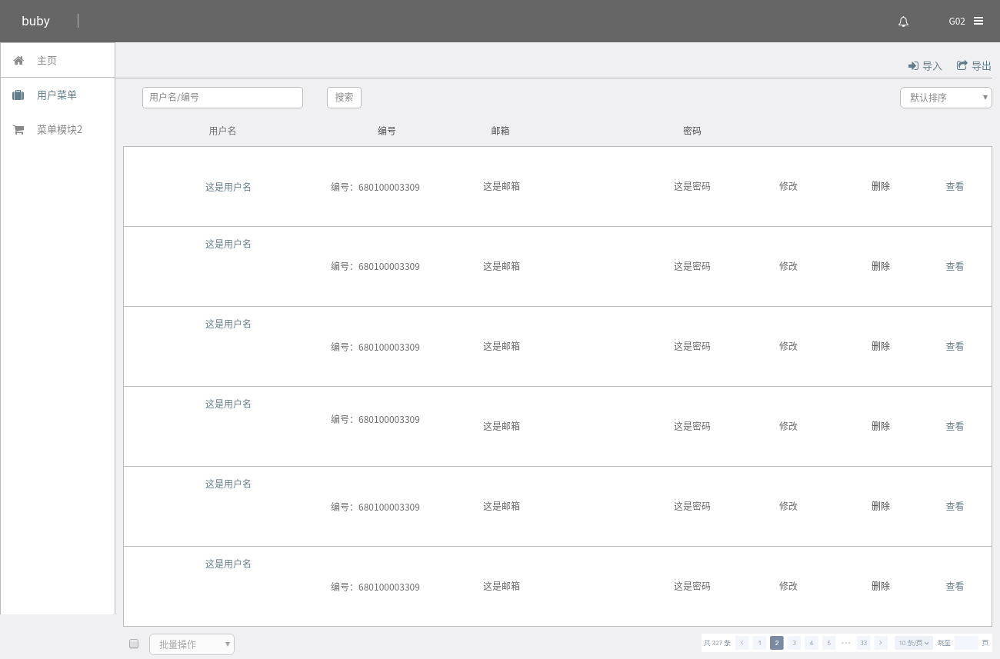 buby
G02
主页
用户菜单
菜单模块2
导入 导出
用户名/编号 搜索 默认排序
用户名 编号 邮箱 密码
这是用户名 编号：680100003309 这是邮箱 这是密码 修改 删除 查看
这是用户名
编号：680100003309 这是邮箱 这是密码 修改 删除 查看
这是用户名
编号：680100003309 这是邮箱 这是密码 修改 删除 查看
这是用户名
编号：680100003309 这是邮箱 这是密码 修改 删除 查看
这是用户名
编号：680100003309 这是邮箱 这是密码 修改 删除 查看
这是用户名
编号：680100003309 这是邮箱 这是密码 修改 删除 查看
批量操作 共 327 条 < 1 2 3 4 5 ··· 33 > 10 条/页 跳至 页